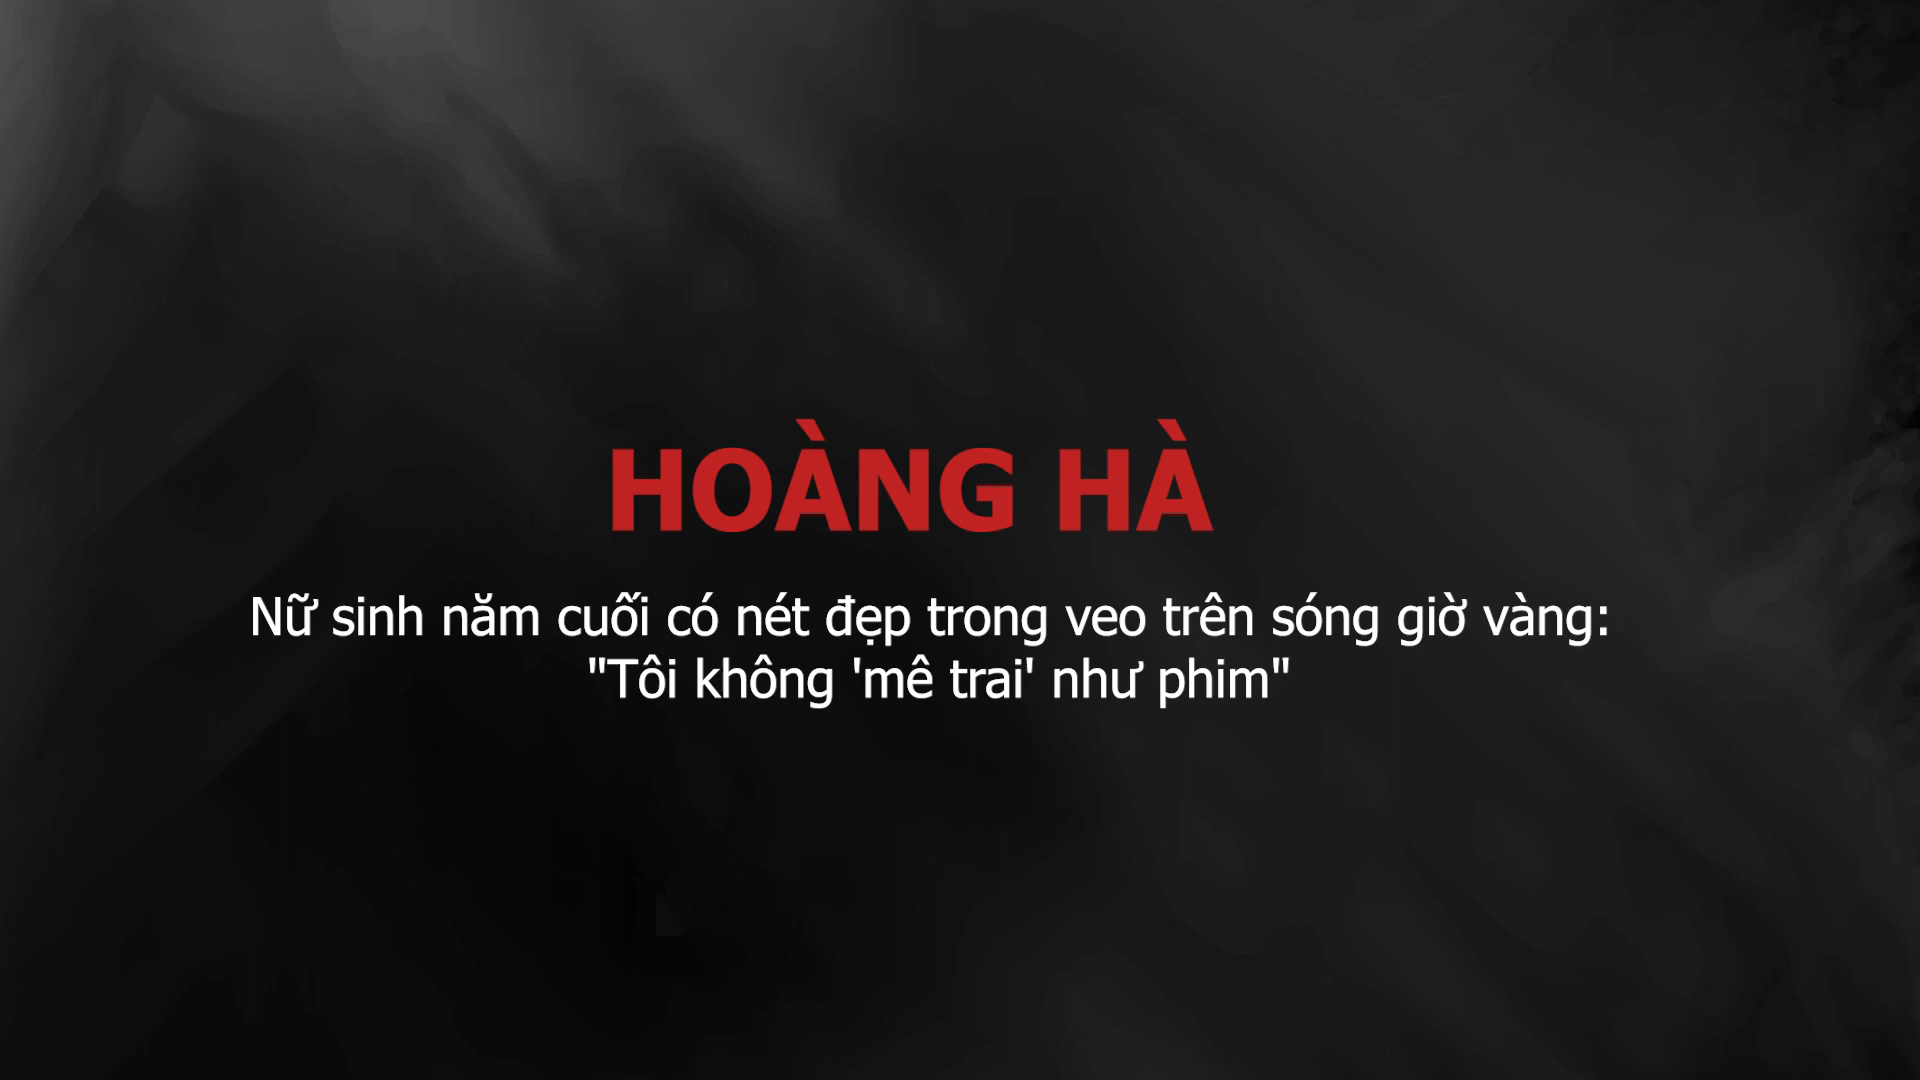 HOÀNG HÀ
Nữ sinh năm cuối có nét đẹp trong veo trên sóng giờ vàng:
"Tôi không 'mê trai' như phim"